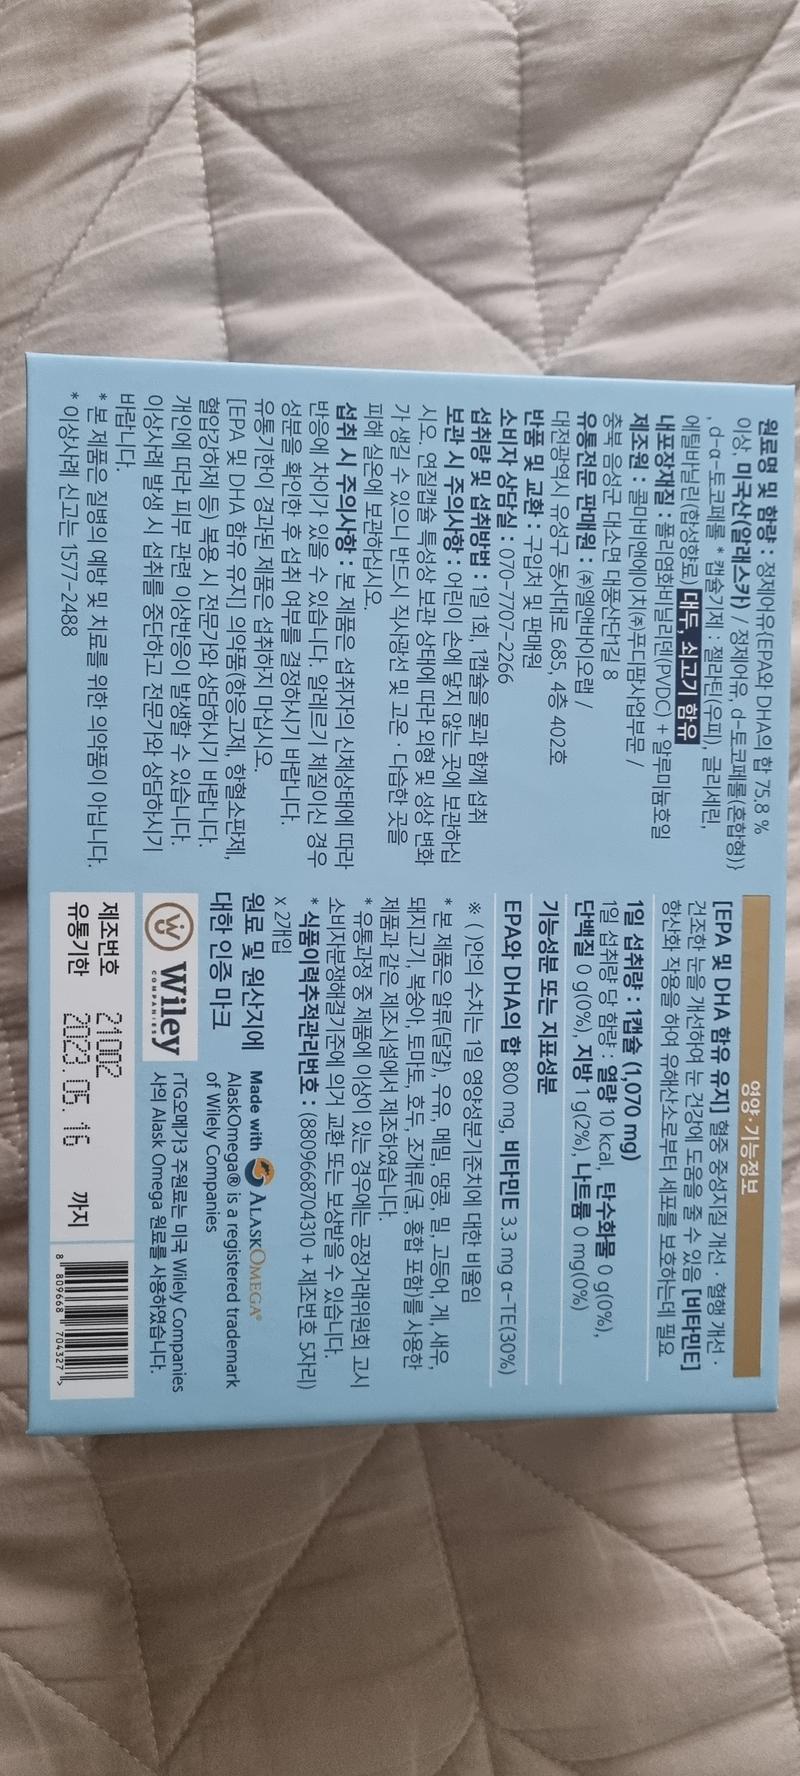 원료명 및 함량 : 정제어유{EPA와 DHA의 합 75.8 %
이상, 미국산(알래스카) / 정제어유, d-토코페롤(혼합형)}
, d-α-토코페롤 * 캡슐기제 : 젤라틴(우피), 글리세린,
에틸바닐린(합성향료) 대두, 쇠고기 함유
내포장재질 : 폴리염화비닐리덴(PVDC) + 알루미늄호일
제조원 : 콜마비앤에이치(주)푸디팜사업부문 /
충북 음성군 대소면 대풍산단1길 8
유통전문 판매원 : (주)엘앤바이오랩 /
대전광역시 유성구 동서대로 685, 4층 402호
반품 및 교환 : 구입처 및 판매원
소비자 상담실 : 070-7707-2266
섭취량 및 섭취방법 : 1일 1회, 1캡슐을 물과 함께 섭취
보관 시 주의사항 : 어린이 손에 닿지 않는 곳에 보관하십
시오. 연질캡슐 특성상 보관 상태에 따라 외형 및 성상 변화
가 생길 수 있으니 반드시 직사광선 및 고온 · 다습한 곳을
피해 실온에 보관하십시오.
섭취 시 주의사항 : 본 제품은 섭취자의 신체상태에 따라
반응에 차이가 있을 수 있습니다. 알레르기 체질이신 경우
성분을 확인한 후 섭취 여부를 결정하시기 바랍니다.
유통기한이 경과된 제품은 섭취하지 마십시오.
[EPA 및 DHA 함유 유지] 의약품(항응고제, 항혈소판제,
혈압강하제 등) 복용 시 전문가와 상담하시기 바랍니다.
개인에 따라 피부 관련 이상반응이 발생할 수 있습니다.
이상사례 발생 시 섭취를 중단하고 전문가와 상담하시기
바랍니다.
* 본 제품은 질병의 예방 및 치료를 위한 의약품이 아닙니다.
* 이상사례 신고는 1577-2488
영양·기능정보
[EPA 및 DHA 함유 유지] 혈중 중성지질 개선 · 혈행 개선 ·
건조한 눈을 개선하여 눈 건강에 도움을 줄 수 있음 [비타민E]
항산화 작용을 하여 유해산소로부터 세포를 보호하는데 필요
1일 섭취량 : 1캡슐 (1,070 mg)
1일 섭취량 당 함량 : 열량 10 kcal, 탄수화물 0 g(0%),
단백질 0 g(0%), 지방 1 g(2%), 나트륨 0 mg(0%)
기능성분 또는 지표성분
EPA와 DHA의 합 800 mg, 비타민E 3.3 mg α-TE(30%)
※ ( )안의 수치는 1일 영양성분기준치에 대한 비율임
* 본 제품은 알류(달걀), 우유, 메밀, 땅콩, 밀, 고등어, 게, 새우,
돼지고기, 복숭아, 토마토, 호두, 조개류(굴, 홍합 포함)를 사용한
제품과 같은 제조시설에서 제조하였습니다.
* 유통과정 중 제품에 이상이 있는 경우에는 공정거래위원회 고시
소비자분쟁해결기준에 의거 교환 또는 보상받을 수 있습니다.
* 식품이력추적관리번호 : (8809668704310 + 제조번호 5자리)
x 2개입
원료 및 원산지에
대한 인증 마크
Made with ALASKOMEGA®
AlaskOmega® is a registered trademark
of Wilely Companies
Wiley
COMPANIES
rTG오메가3 주원료는 미국 Wilely Companies
사의 Alask Omega 원료를 사용하였습니다.
제조번호 21002
유통기한 2023. 05. 16 까지
8 809668 704327 >